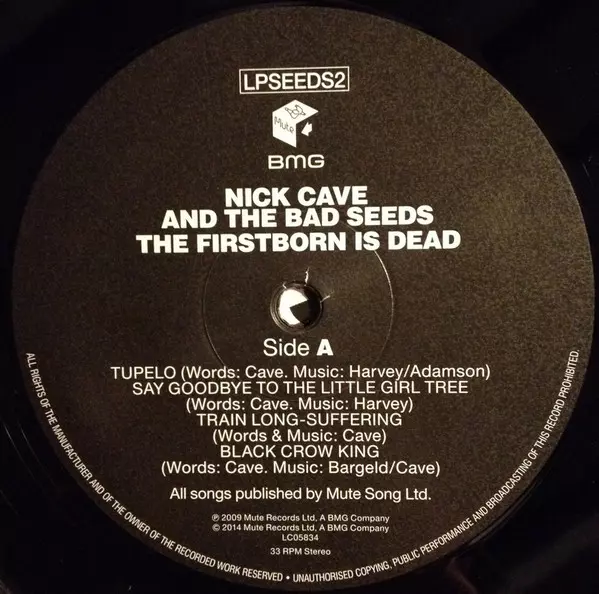 LPSEEDS2
Mute
BMG
NICK CAVE
AND THE BAD SEEDS
THE FIRSTBORN IS DEAD
Side A
TUPELO (Words: Cave. Music: Harvey/Adamson)
SAY GOODBYE TO THE LITTLE GIRL TREE
(Words: Cave. Music: Harvey)
TRAIN LONG-SUFFERING
(Words & Music: Cave)
BLACK CROW KING
(Words: Cave. Music: Bargeld/Cave)
All songs published by Mute Song Ltd.
℗ 2009 Mute Records Ltd, A BMG Company
© 2014 Mute Records Ltd, A BMG Company
LC05834
33 RPM Stereo
ALL RIGHTS OF THE MANUFACTURER AND OF THE OWNER OF THE RECORDED WORK RESERVED • UNAUTHORISED COPYING, PUBLIC PERFORMANCE AND BROADCASTING OF THIS RECORD PROHIBITED.